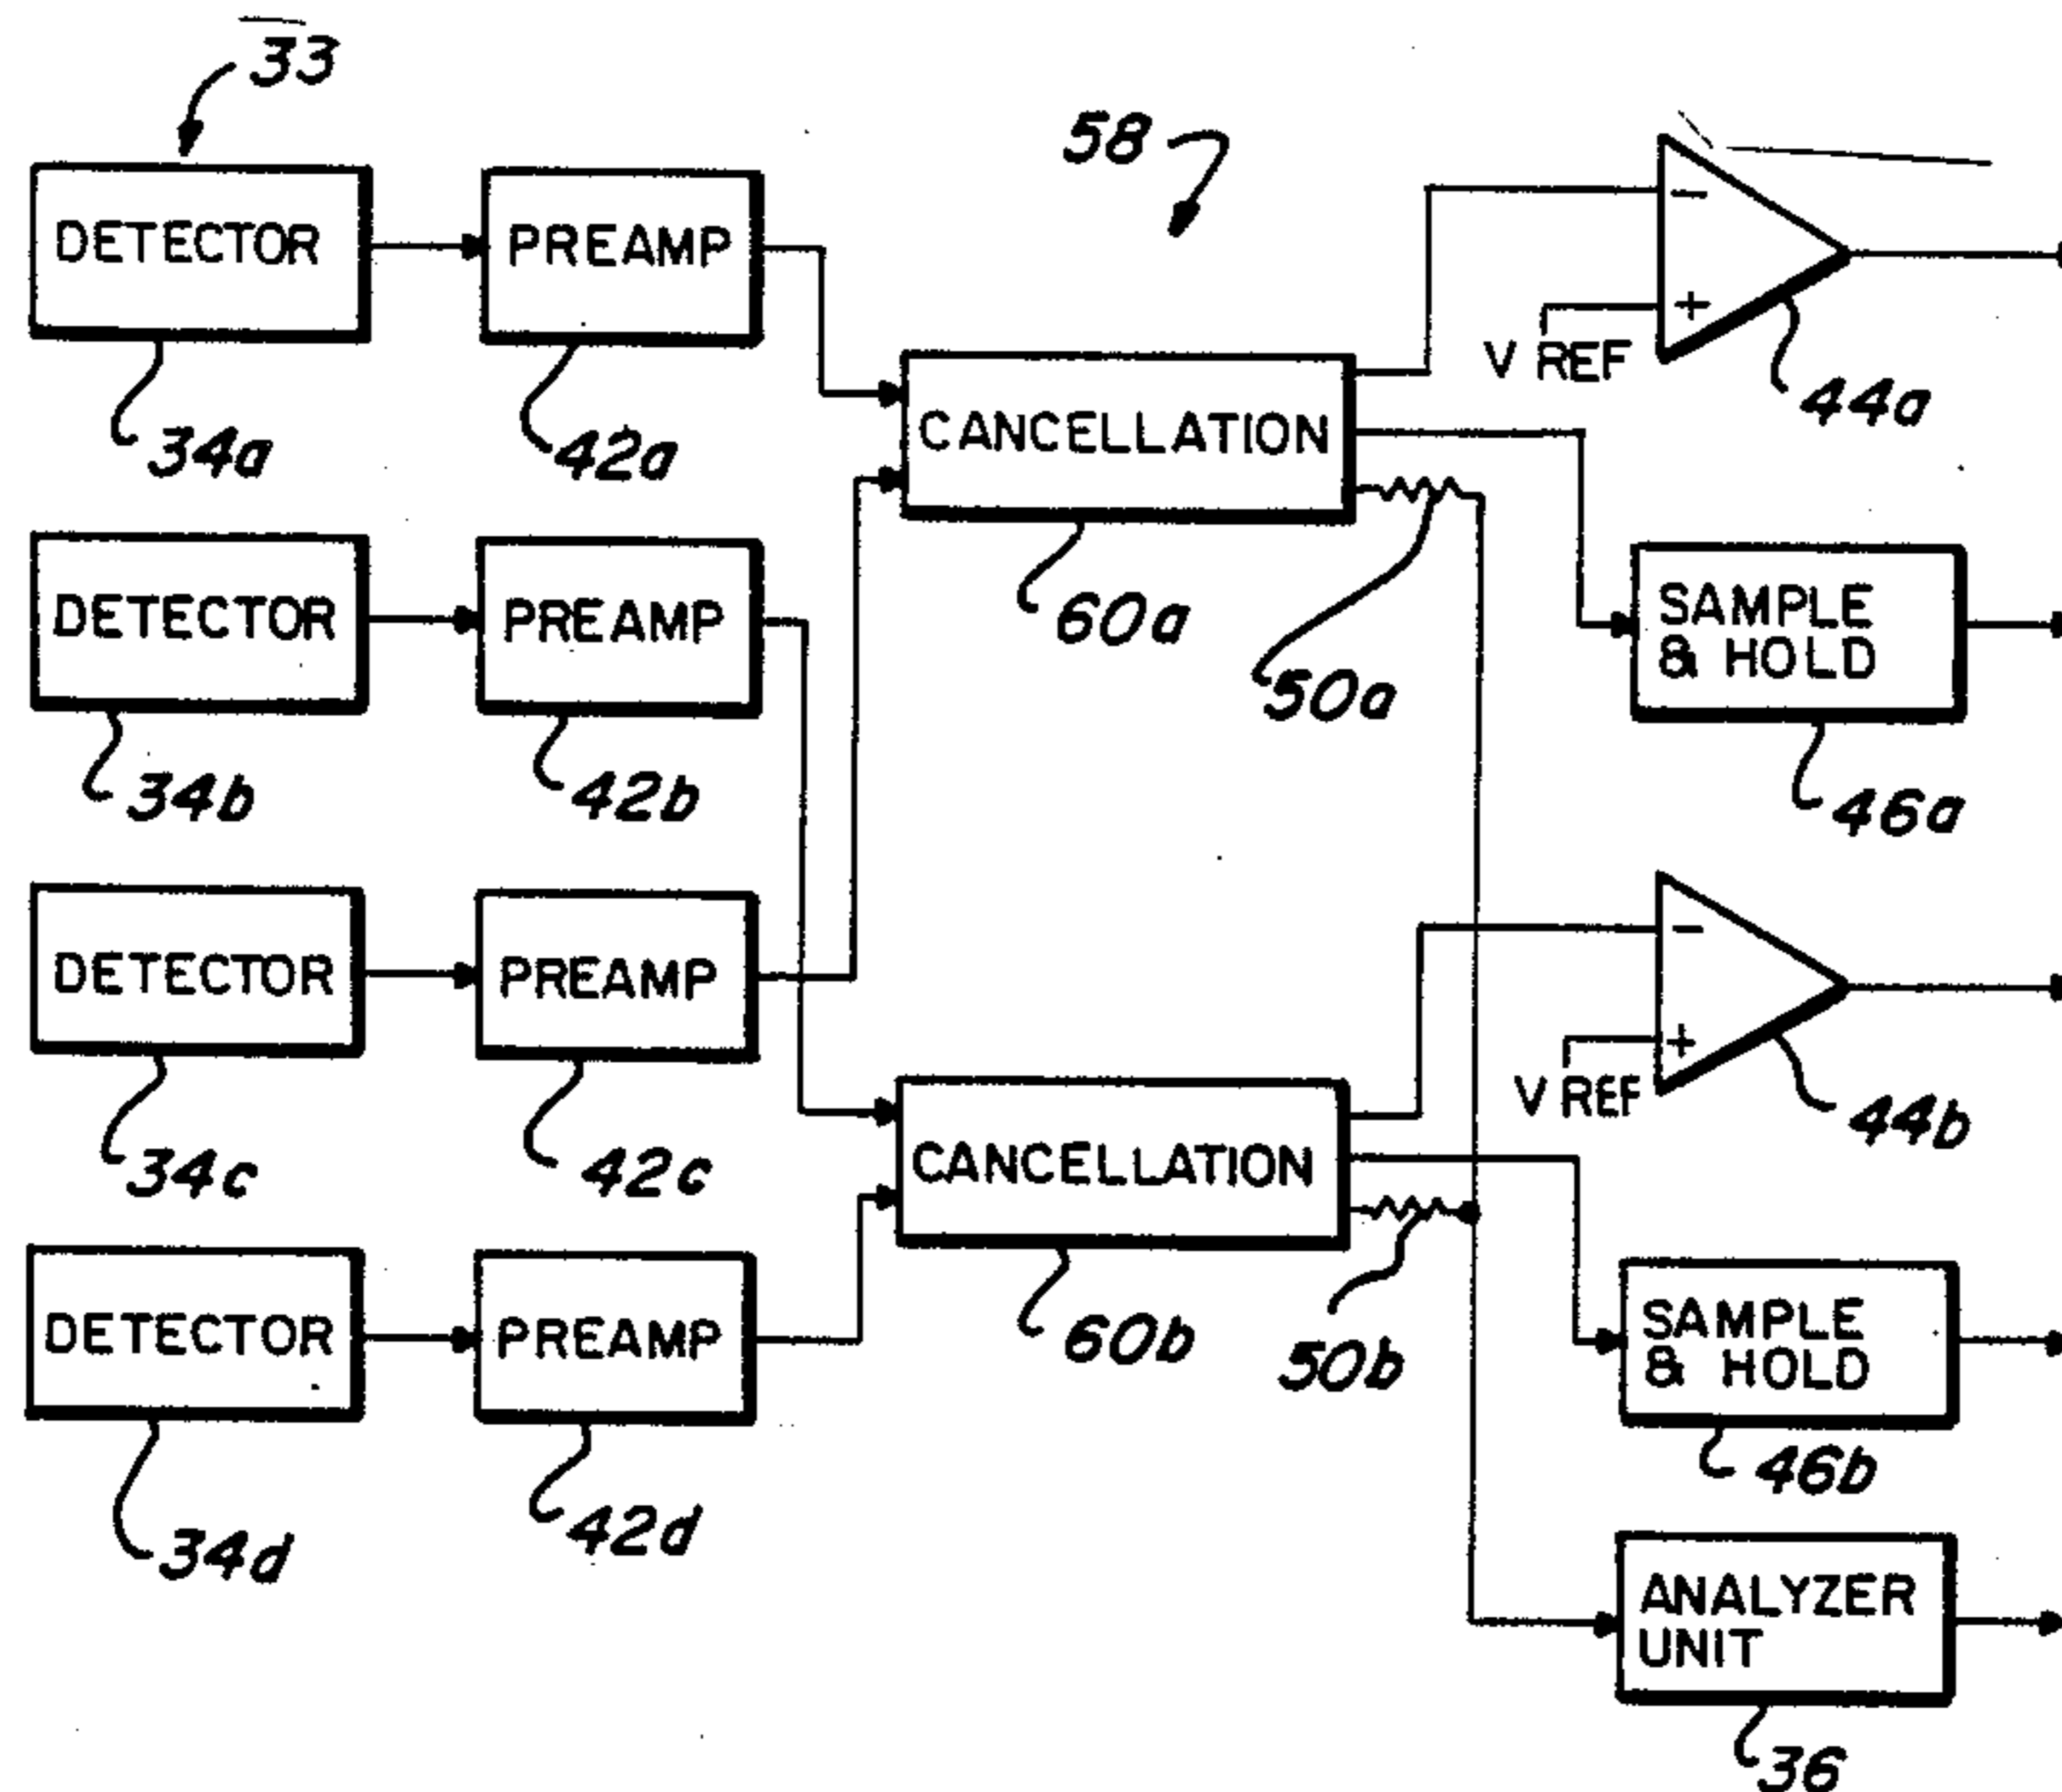 33
58
DETECTOR
PREAMP
−
+
V REF
44a
34a
42a
CANCELLATION
60a
50a
DETECTOR
PREAMP
SAMPLE
& HOLD
46a
34b
42b
DETECTOR
PREAMP
−
+
V REF
44b
34c
42c
CANCELLATION
60b
50b
DETECTOR
PREAMP
SAMPLE
& HOLD
46b
34d
42d
ANALYZER
UNIT
36